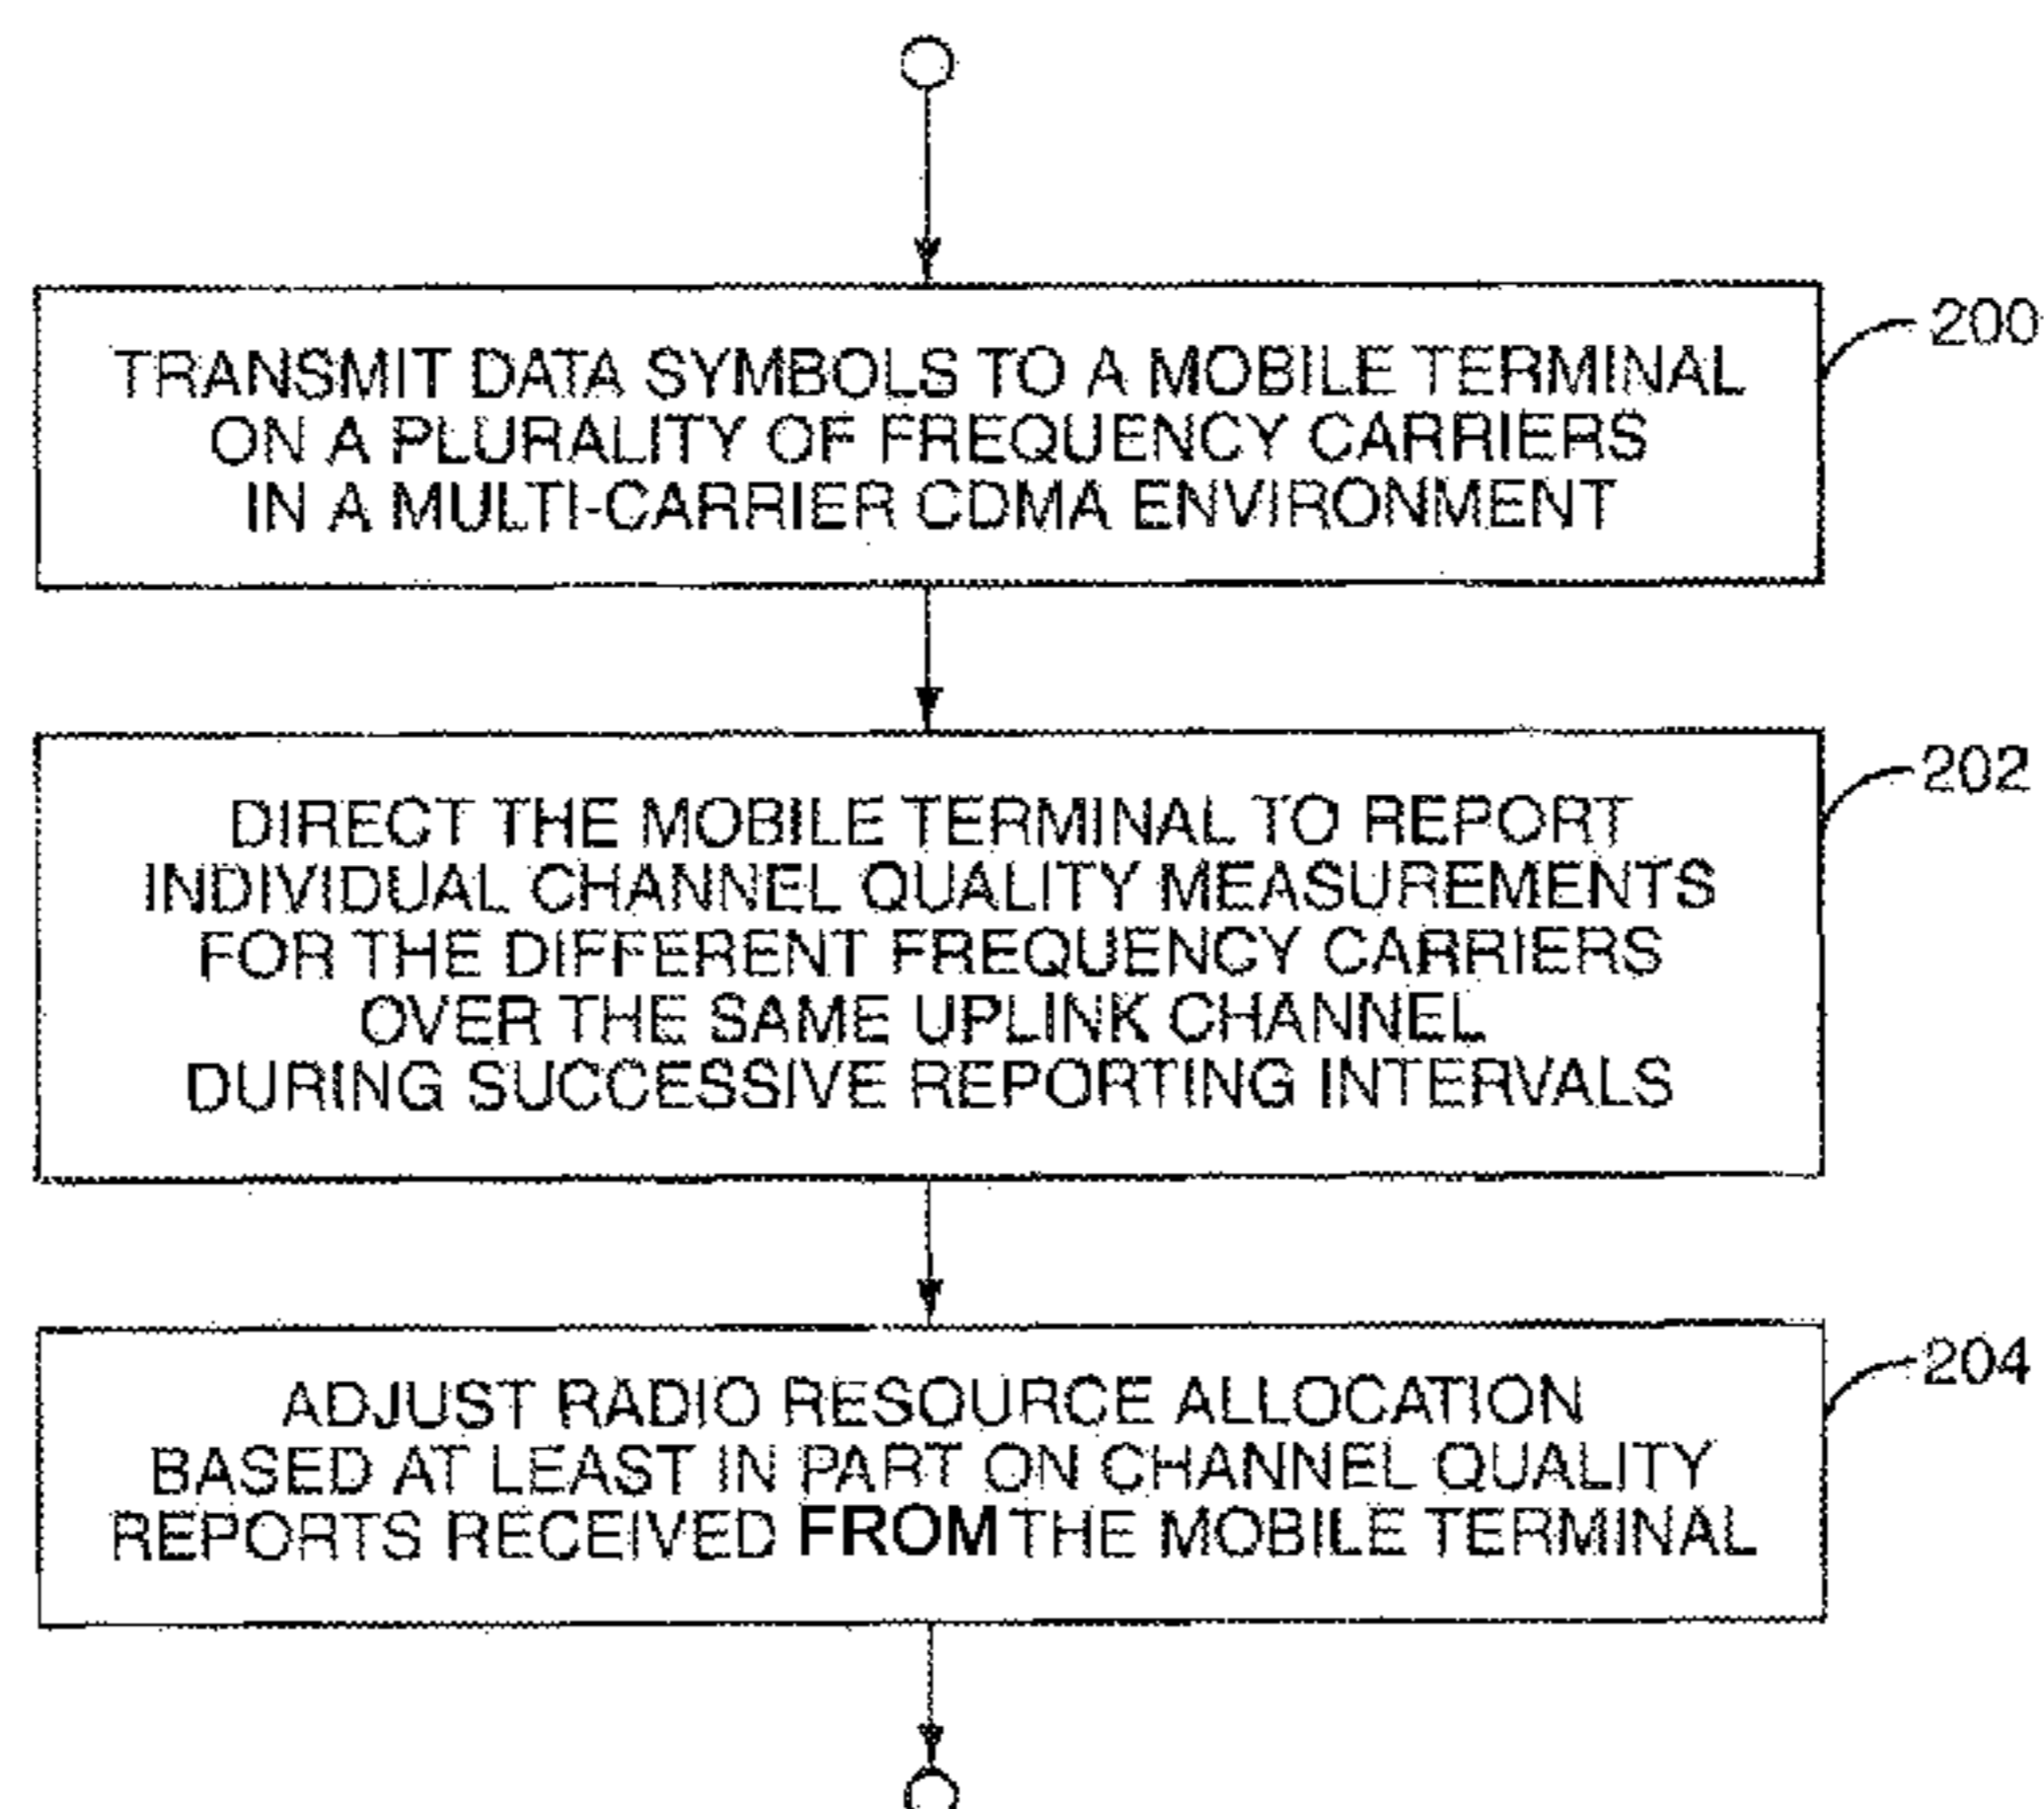 200
TRANSMIT DATA SYMBOLS TO A MOBILE TERMINAL
ON A PLURALITY OF FREQUENCY CARRIERS
IN A MULTI-CARRIER CDMA ENVIRONMENT
202
DIRECT THE MOBILE TERMINAL TO REPORT
INDIVIDUAL CHANNEL QUALITY MEASUREMENTS
FOR THE DIFFERENT FREQUENCY CARRIERS
OVER THE SAME UPLINK CHANNEL
DURING SUCCESSIVE REPORTING INTERVALS
204
ADJUST RADIO RESOURCE ALLOCATION
BASED AT LEAST IN PART ON CHANNEL QUALITY
REPORTS RECEIVED FROM THE MOBILE TERMINAL